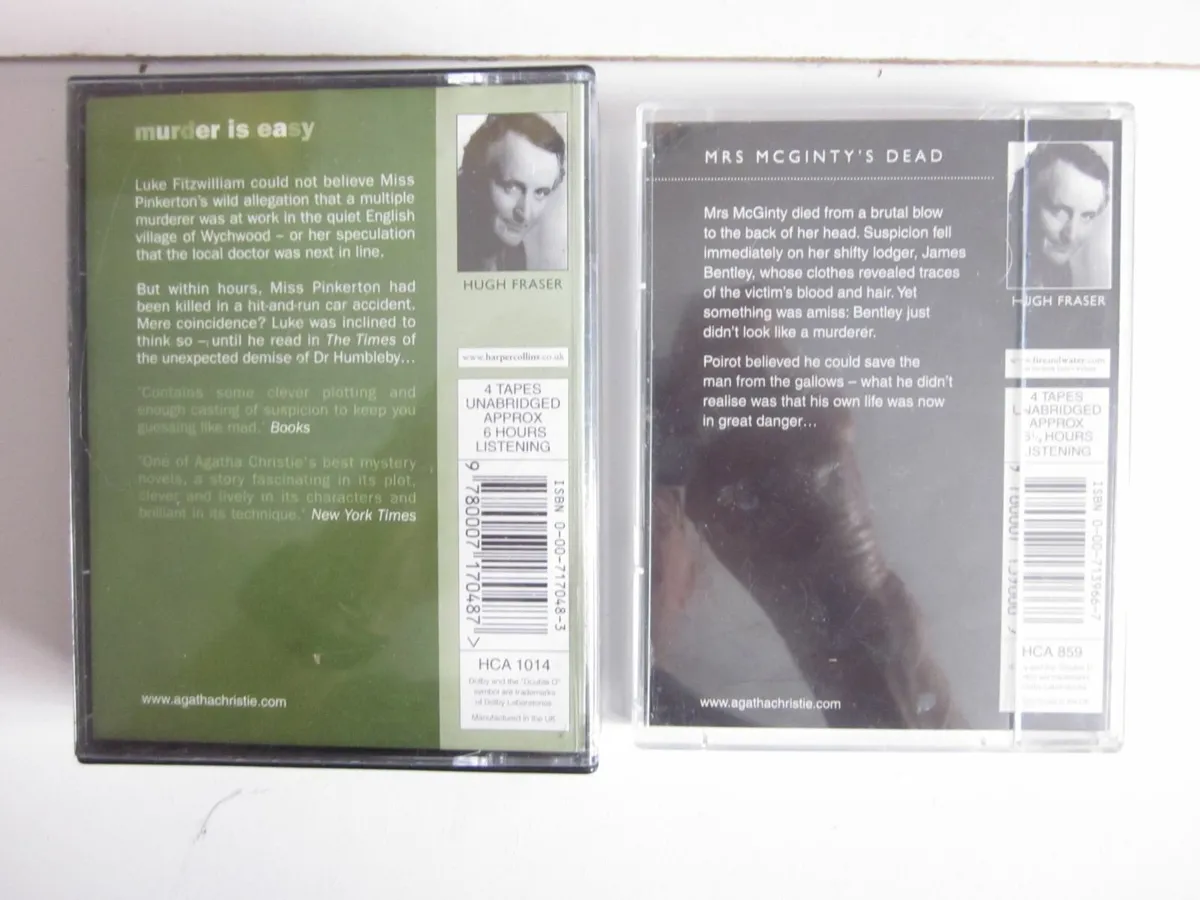 murder is easy
Luke Fitzwilliam could not believe Miss
Pinkerton's wild allegation that a multiple
murderer was at work in the quiet English
village of Wychwood – or her speculation
that the local doctor was next in line.
But within hours, Miss Pinkerton had
been killed in a hit-and-run car accident.
Mere coincidence? Luke was inclined to
think so – until he read in The Times of
the unexpected demise of Dr Humbleby...
'Contains some clever plotting and
enough casting of suspicion to keep you
guessing like mad.' Books
'One of Agatha Christie's best mystery
novels, a story fascinating in its plot,
clever and lively in its characters and
brilliant in its technique.' New York Times
www.agathachristie.com
HUGH FRASER
www.harpercollins.co.uk
4 TAPES
UNABRIDGED
APPROX
6 HOURS
LISTENING
ISBN 0-00-717048-3
9 780007 170487 >
HCA 1014
Dolby and the "Double D"
symbol are trademarks
of Dolby Laboratories
Manufactured in the UK
MRS MCGINTY'S DEAD
Mrs McGinty died from a brutal blow
to the back of her head. Suspicion fell
immediately on her shifty lodger, James
Bentley, whose clothes revealed traces
of the victim's blood and hair. Yet
something was amiss: Bentley just
didn't look like a murderer.
Poirot believed he could save the
man from the gallows – what he didn't
realise was that his own life was now
in great danger...
www.agathachristie.com
HUGH FRASER
www.fireandwater.com
4 TAPES
UNABRIDGED
APPROX
HOURS
LISTENING
ISBN 0-00-713966-7
HCA 859